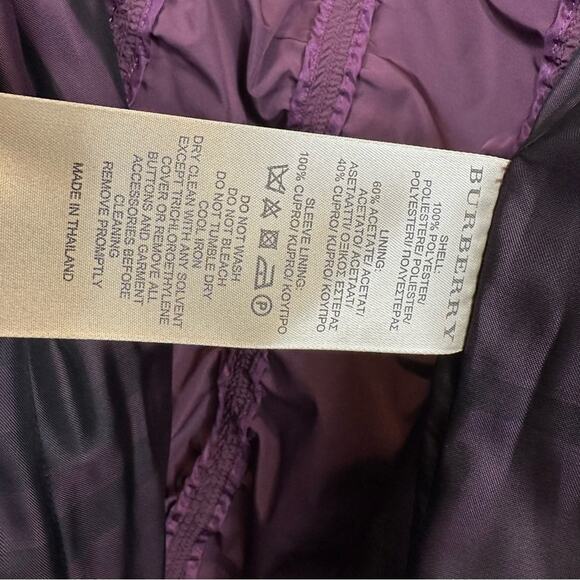 BURBERRY
SHELL:
100% POLYESTER/
POLIESTERE/ POLYESTER/
POLYESTERI/ ΠΟΛΥΕΣΤΕΡΑΣ
LINING:
60% ACETATE/ ACETAT/
ACETATO/ ACETAAT/
ASETAATTI/ ΟΞΙΚΟΣ ΕΣΤΕΡΑΣ
40% CUPRO/ KUPRO/ ΚΟΥΠΡΟ
SLEEVE LINING:
100% CUPRO/ KUPRO/ ΚΟΥΠΡΟ
P
DO NOT WASH
DO NOT BLEACH
DO NOT TUMBLE DRY
COOL IRON
DRY CLEAN WITH ANY SOLVENT
EXCEPT TRICHLOROETHYLENE
COVER OR REMOVE ALL
BUTTONS AND GARMENT
ACCESSORIES BEFORE
CLEANING
REMOVE PROMPTLY
MADE IN THAILAND